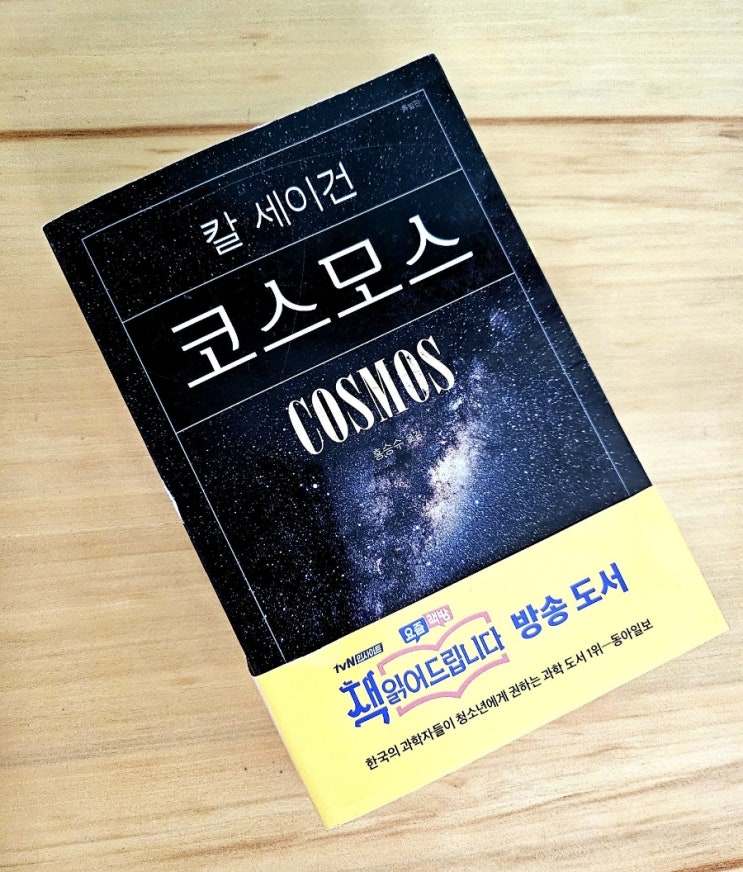 특별판
칼 세이건
코스모스
COSMOS
홍승수 옮김
tvN 인사이트
요즘책방
책 읽어드립니다 방송 도서
한국의 과학자들이 청소년에게 권하는 과학 도서 1위—동아일보